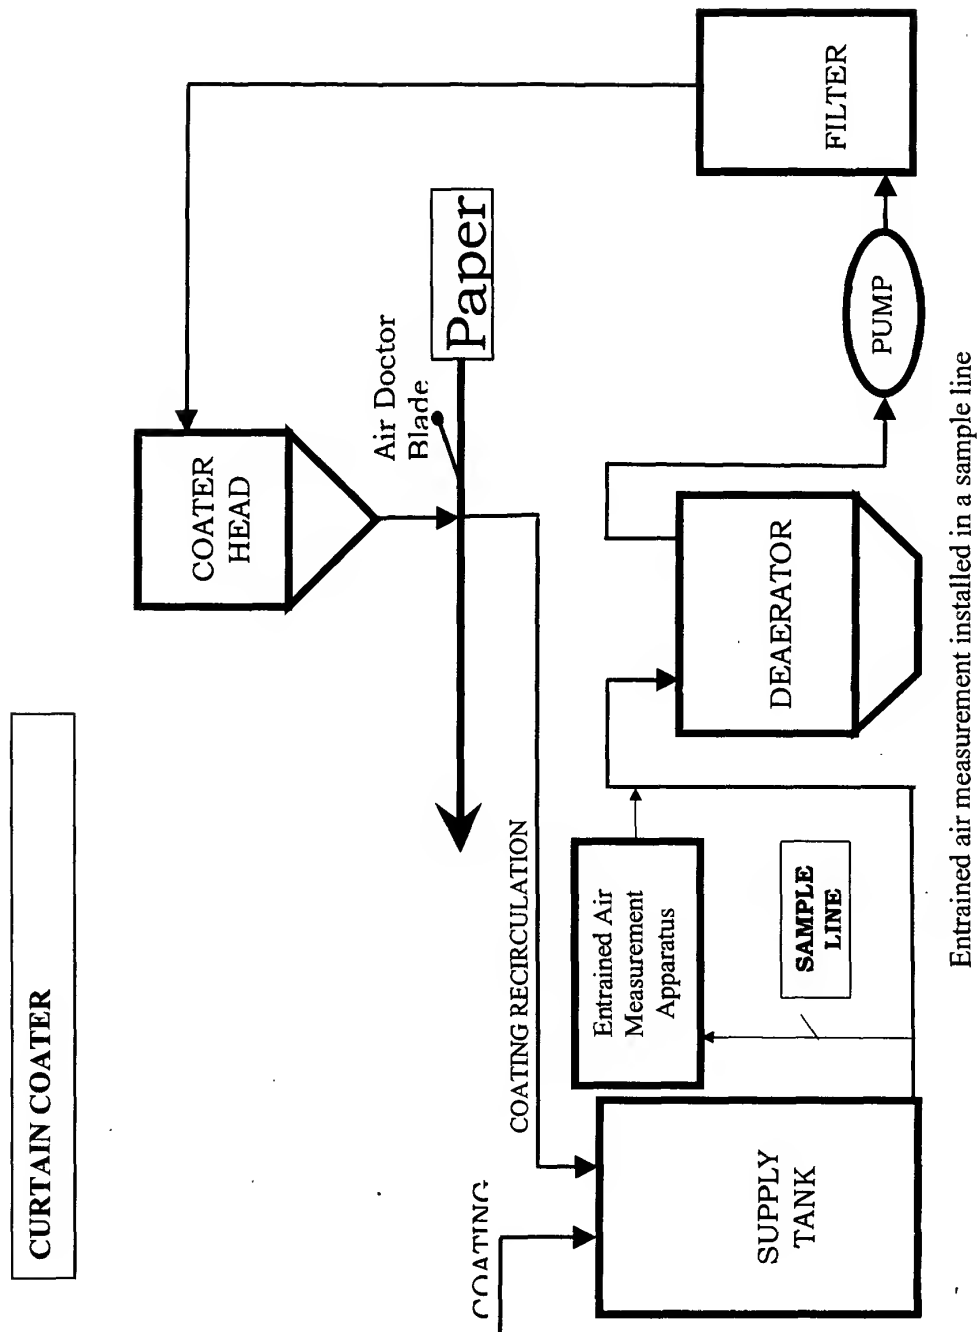 CURTAIN COATER
COATER
HEAD
Air Doctor
Blade
Paper
COATING RECIRCULATION
COATING
SUPPLY
TANK
Entrained Air
Measurement
Apparatus
SAMPLE
LINE
DEAERATOR
PUMP
FILTER
Entrained air measurement installed in a sample line